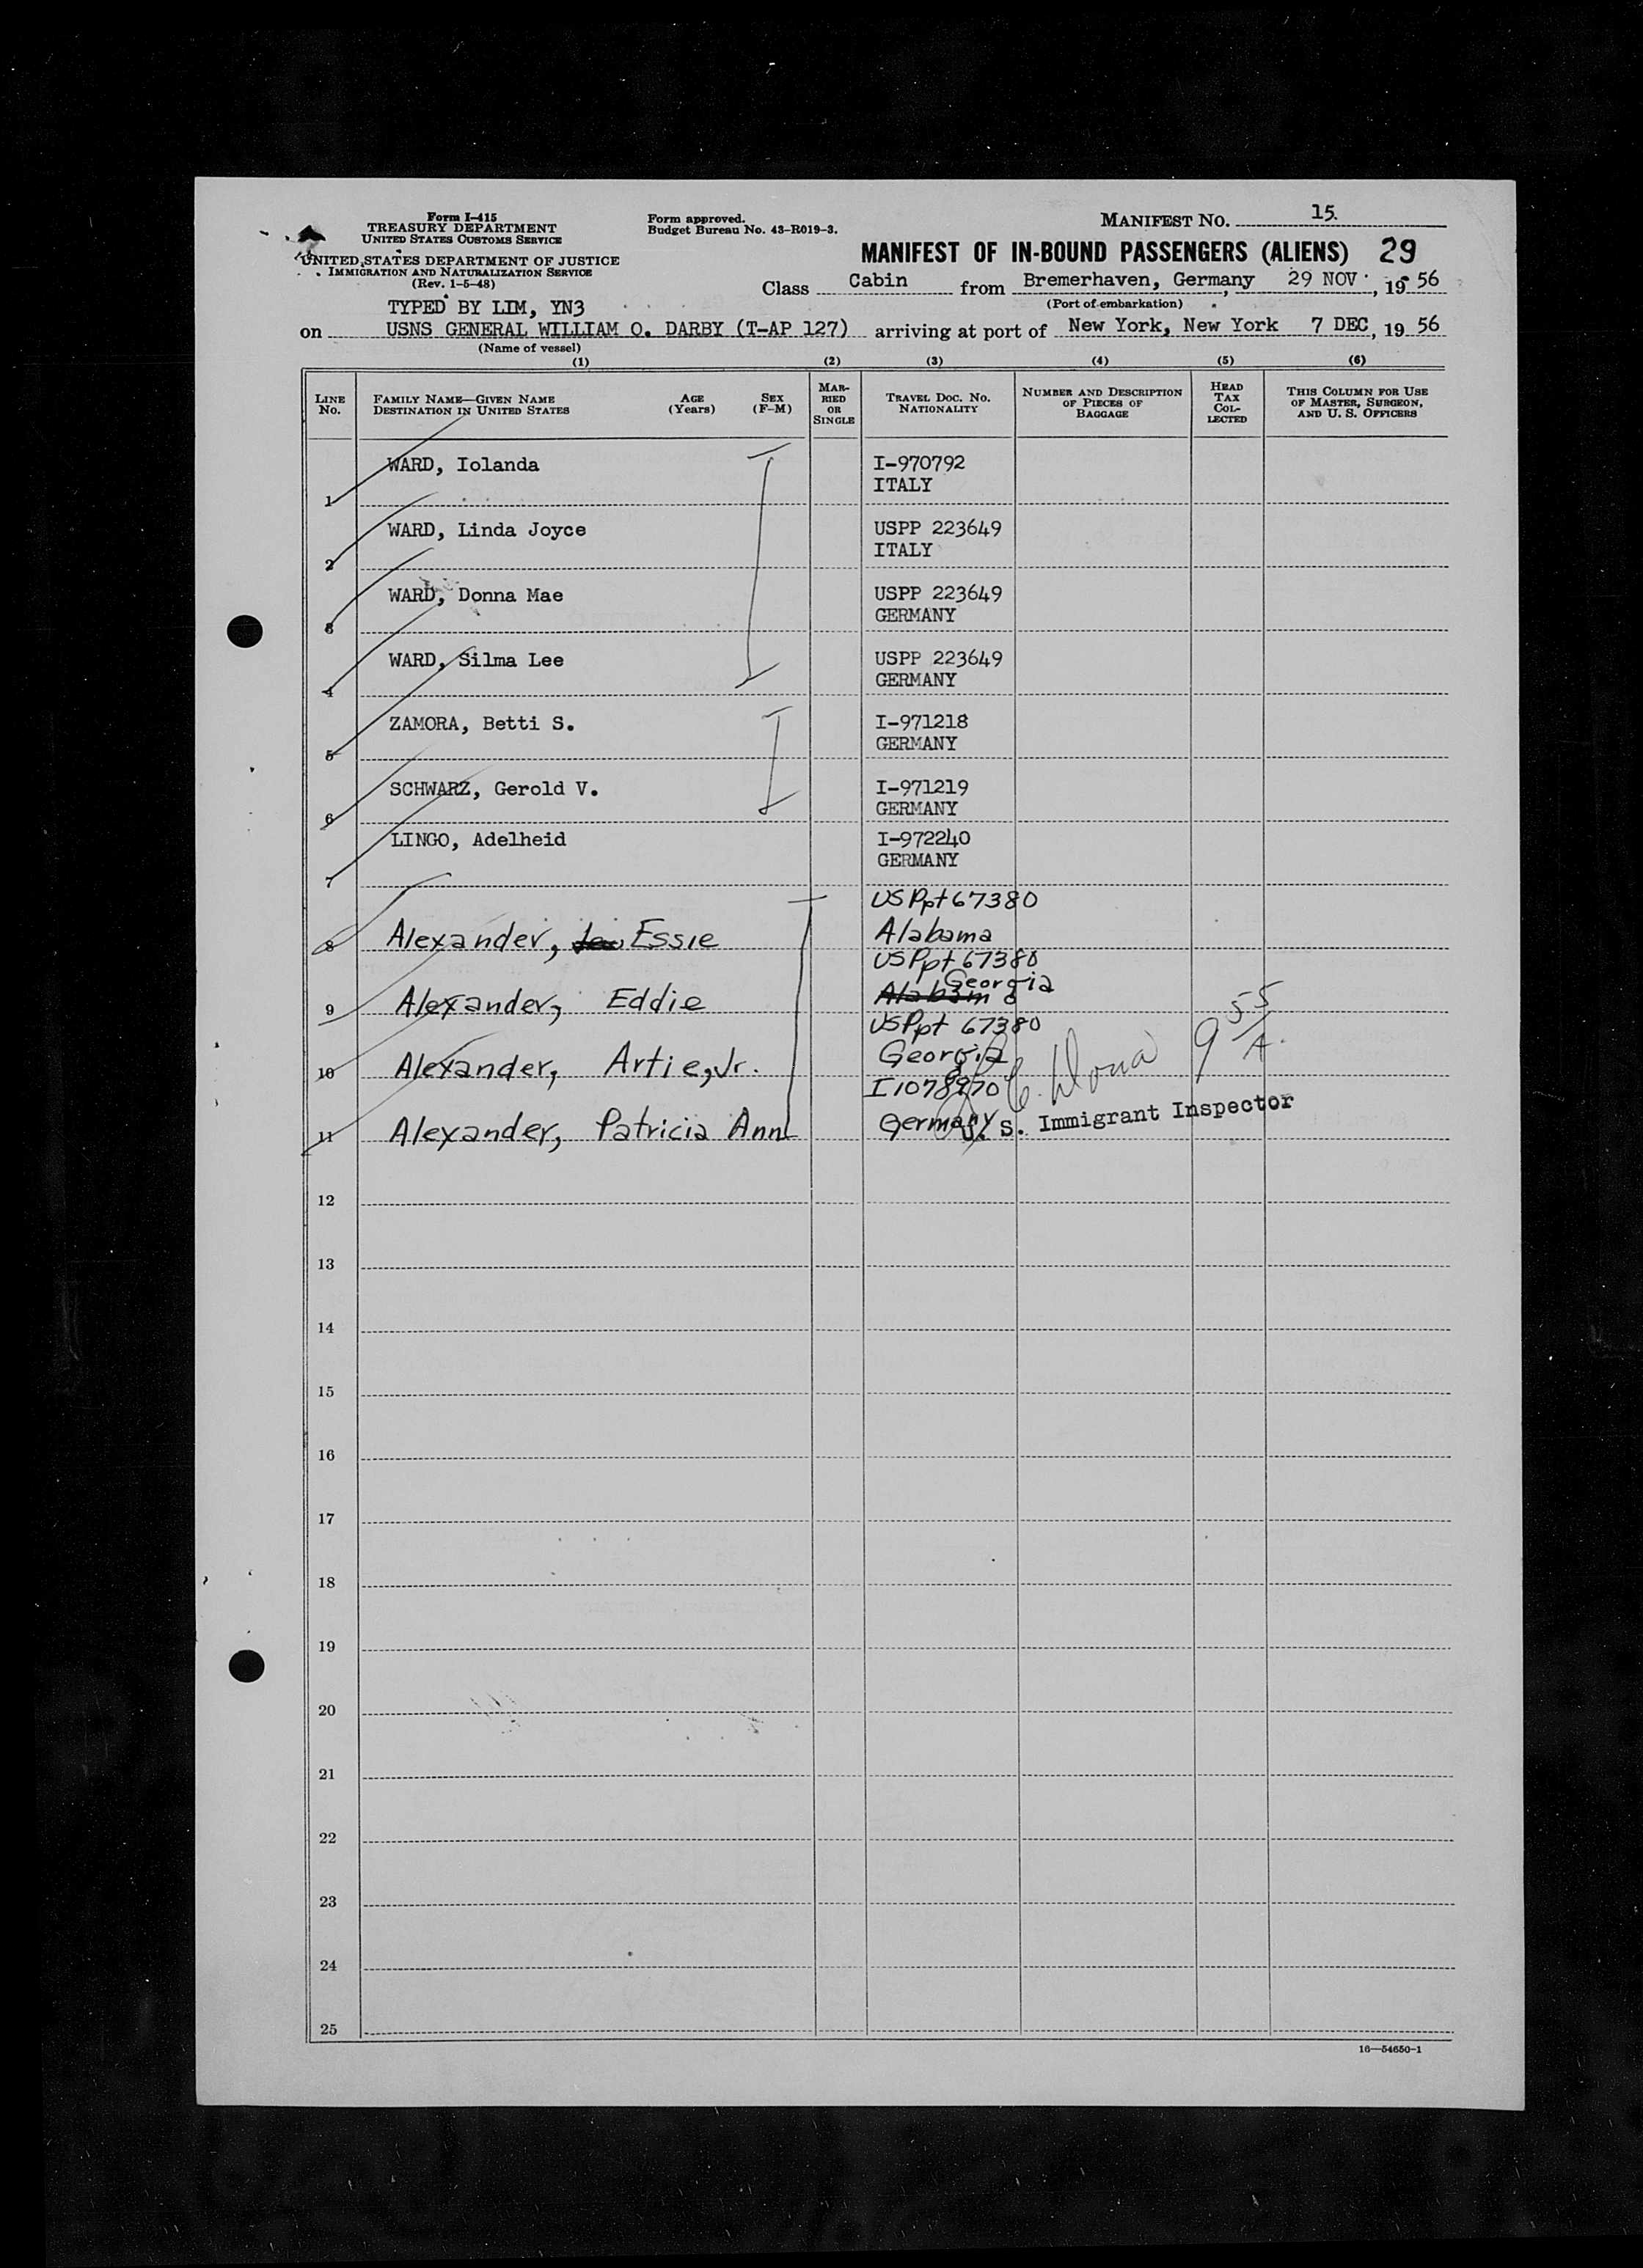 Form I-415
TREASURY DEPARTMENT
UNITED STATES CUSTOMS SERVICE
UNITED STATES DEPARTMENT OF JUSTICE
IMMIGRATION AND NATURALIZATION SERVICE
(Rev. 1-5-48)
Form approved.
Budget Bureau No. 43-R019-3.
MANIFEST NO. 15.
MANIFEST OF IN-BOUND PASSENGERS (ALIENS) 29
Class Cabin from Bremerhaven, Germany, 29 NOV, 19 56
(Port of embarkation)
TYPED BY LIM, YN3
on USNS GENERAL WILLIAM O. DARBY (T-AP 127) arriving at port of New York, New York 7 DEC, 19 56
(Name of vessel)
(1) (2) (3) (4) (5) (6)
LINE No.
FAMILY NAME—GIVEN NAME
DESTINATION IN UNITED STATES
AGE (Years)
SEX (F-M)
MARRIED OR SINGLE
TRAVEL DOC. NO. NATIONALITY
NUMBER AND DESCRIPTION OF PIECES OF BAGGAGE
HEAD TAX COLLECTED
THIS COLUMN FOR USE OF MASTER, SURGEON, AND U. S. OFFICERS
WARD, Iolanda I-970792
1 ITALY
WARD, Linda Joyce USPP 223649
2 ITALY
WARD, Donna Mae USPP 223649
3 GERMANY
WARD, Silma Lee USPP 223649
4 GERMANY
ZAMORA, Betti S. I-971218
5 GERMANY
SCHWARZ, Gerold V. I-971219
6 GERMANY
LINGO, Adelheid I-972240
7 GERMANY
US Ppt 67380
8 Alexander, Essie Alabama
US Ppt 67380
Georgia
9 Alexander, Eddie Alabam
US Ppt 67380
10 Alexander, Artie, Jr. Georgia
I1078970
11 Alexander, Patricia Ann Germany
9 55/A.
U. S. Immigrant Inspector
12
13
14
15
16
17
18
19
20
21
22
23
24
25
16—54650-1